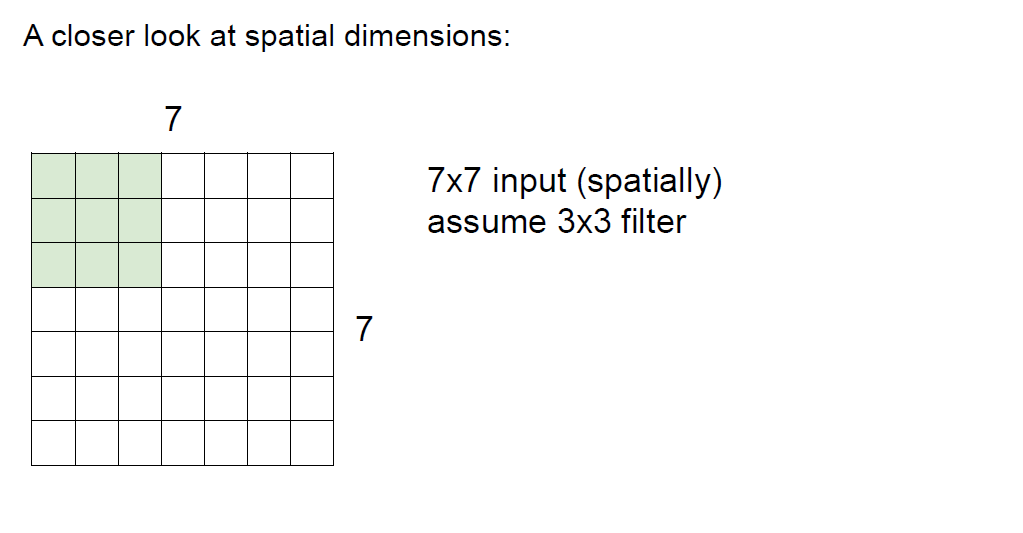 A closer look at spatial dimensions:
7
7x7 input (spatially)
assume 3x3 filter
7